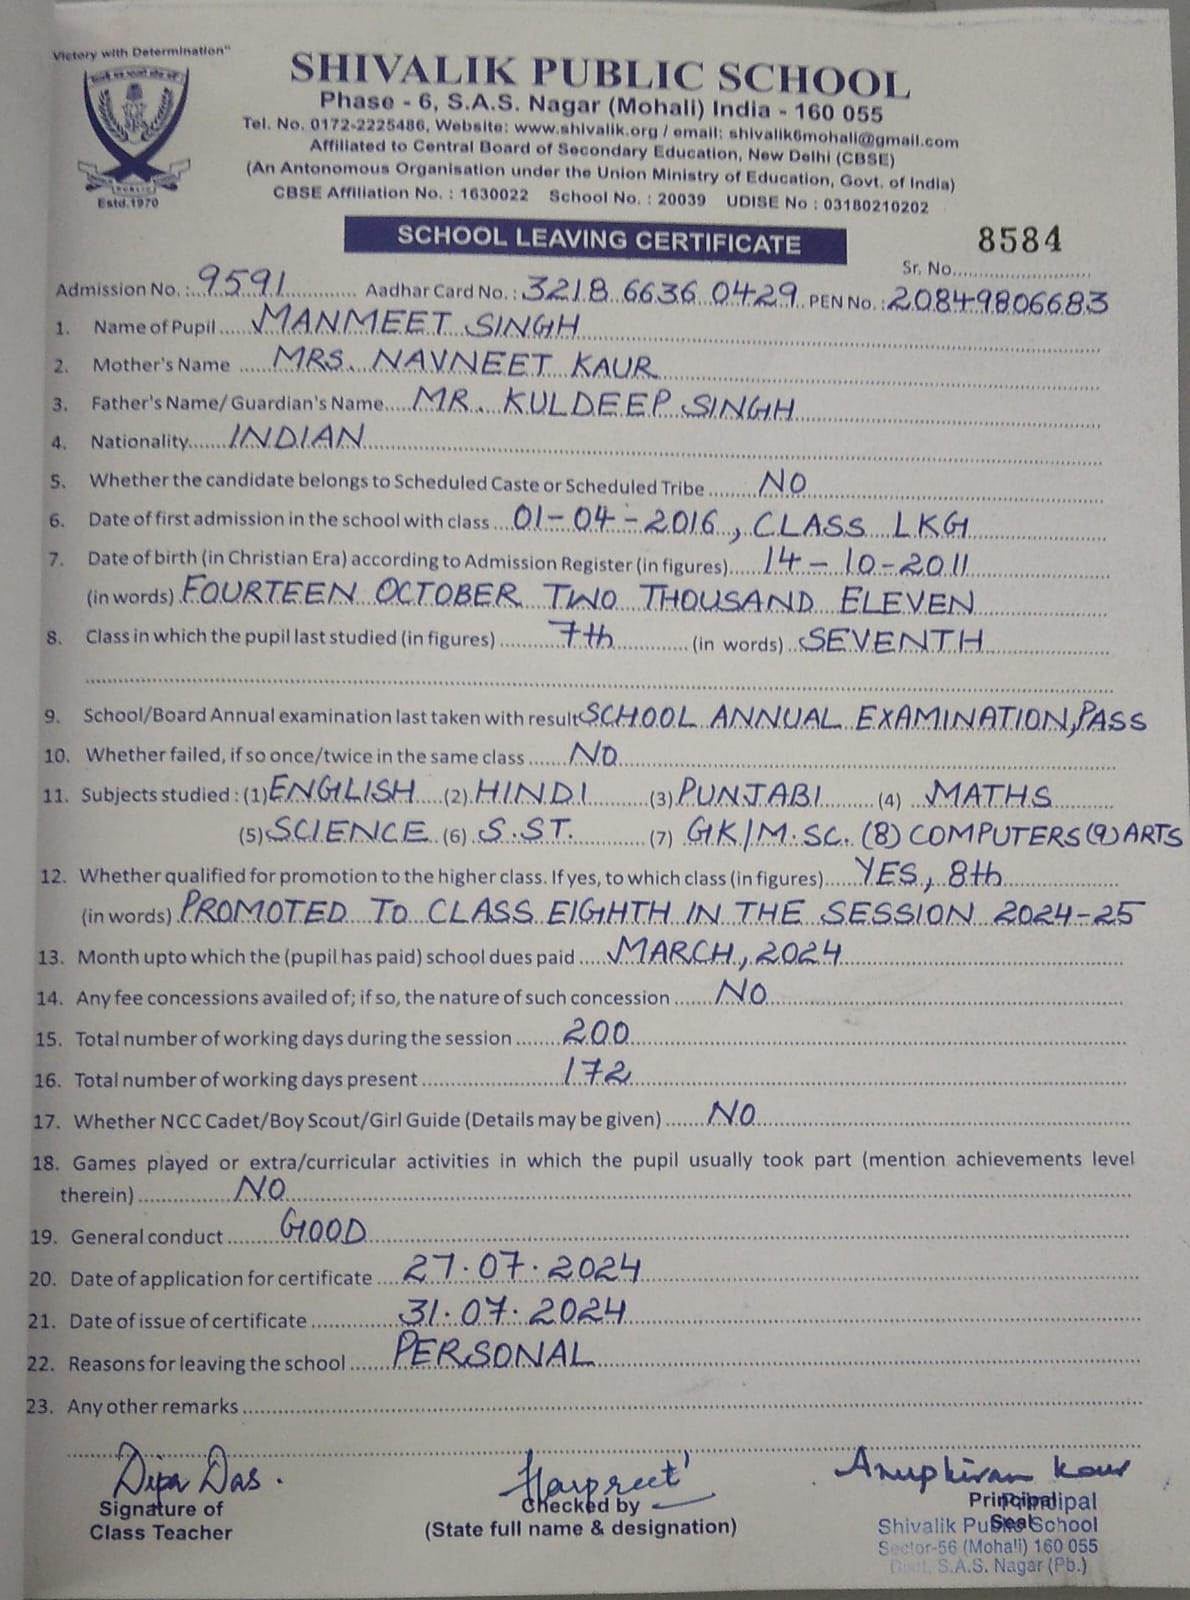 Victory with Determination"
SHIVALIK PUBLIC SCHOOL
Phase - 6, S.A.S. Nagar (Mohali) India - 160 055
Tel. No. 0172-2225486, Website: www.shivalik.org / email: shivalik6mohali@gmail.com
Affiliated to Central Board of Secondary Education, New Delhi (CBSE)
(An Antonomous Organisation under the Union Ministry of Education, Govt. of India)
CBSE Affiliation No. : 1630022 School No. : 20039 UDISE No : 03180210202
PUBLIC
Estd.1970
SCHOOL LEAVING CERTIFICATE
8584
Sr. No.
Admission No. : 9591 Aadhar Card No. : 3218 6636 0429 PEN No. : 20849806683
1. Name of Pupil MANMEET SINGH
2. Mother's Name MRS. NAVNEET KAUR
3. Father's Name/ Guardian's Name MR. KULDEEP SINGH
4. Nationality INDIAN
5. Whether the candidate belongs to Scheduled Caste or Scheduled Tribe NO
6. Date of first admission in the school with class 01-04-2016, CLASS LKG
7. Date of birth (in Christian Era) according to Admission Register (in figures) 14-10-2011
(in words) FOURTEEN OCTOBER TWO THOUSAND ELEVEN
8. Class in which the pupil last studied (in figures) 7th (in words) SEVENTH
9. School/Board Annual examination last taken with result SCHOOL ANNUAL EXAMINATION, PASS
10. Whether failed, if so once/twice in the same class NO
11. Subjects studied : (1) ENGLISH (2) HINDI (3) PUNJABI (4) MATHS
(5) SCIENCE (6) S.ST. (7) GK/M.SC. (8) COMPUTERS (9) ARTS
12. Whether qualified for promotion to the higher class. If yes, to which class (in figures) YES, 8th
(in words) PROMOTED TO CLASS EIGHTH IN THE SESSION 2024-25
13. Month upto which the (pupil has paid) school dues paid MARCH, 2024
14. Any fee concessions availed of; if so, the nature of such concession NO
15. Total number of working days during the session 200
16. Total number of working days present 172
17. Whether NCC Cadet/Boy Scout/Girl Guide (Details may be given) NO
18. Games played or extra/curricular activities in which the pupil usually took part (mention achievements level
therein) NO
19. General conduct GOOD
20. Date of application for certificate 27.07.2024
21. Date of issue of certificate 31.07.2024
22. Reasons for leaving the school PERSONAL
23. Any other remarks
Dipa Das. Harpreet Anupkiran Kaur
Signature of Checked by Principal Principal
Class Teacher (State full name & designation) Seal
Shivalik Public School
Sector-56 (Mohali) 160 055
Distt. S.A.S. Nagar (Pb.)